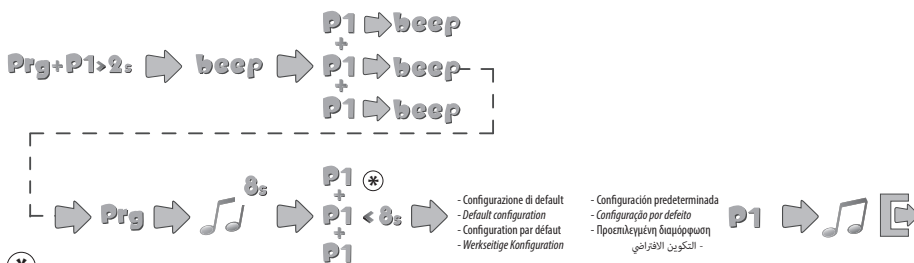 P1 beep
+
Prg+P1>2s beep P1 beep
+
P1 beep
8s
P1 *
+
Prg P1 < 8s P1
+
P1
- Configurazione di default
- Default configuration
- Configuration par défaut
- Werkseitige Konfiguration
- Configuración predeterminada
- Configuração por defeito
- Προεπιλεγμένη διαμόρφωση
- التكوين الافتراضي
*